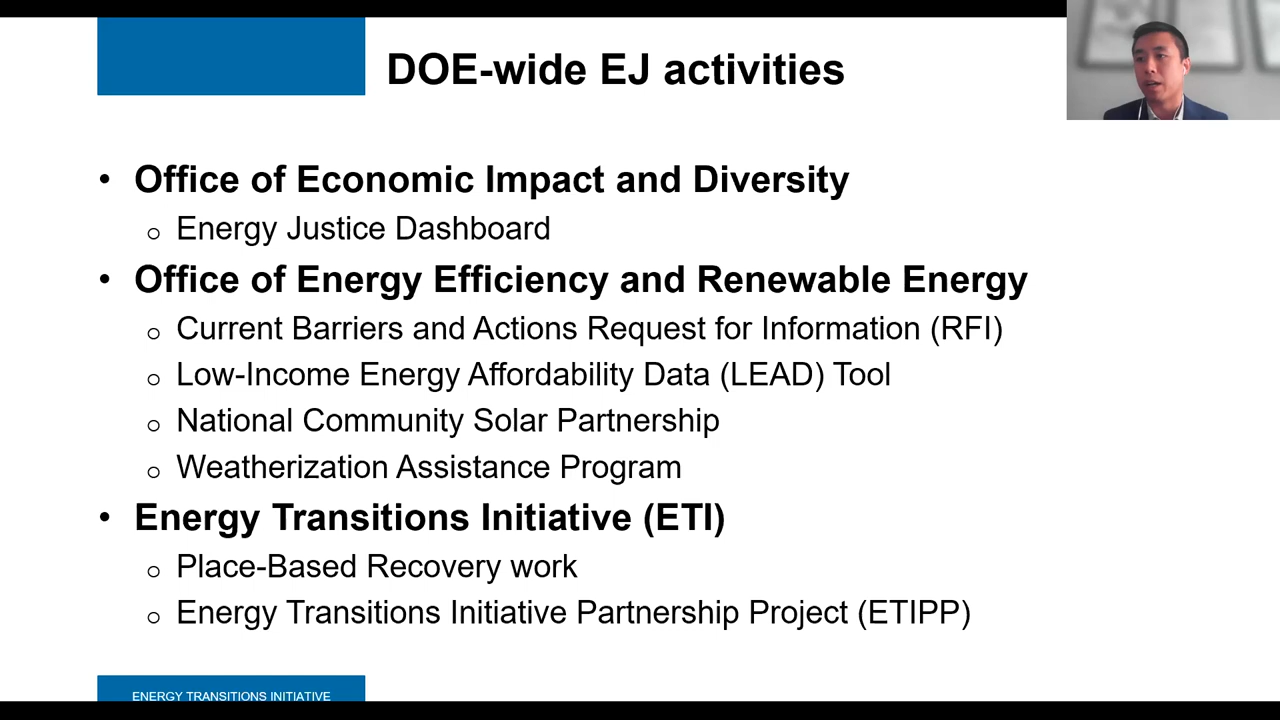 DOE-wide EJ activities
• Office of Economic Impact and Diversity
o Energy Justice Dashboard
• Office of Energy Efficiency and Renewable Energy
o Current Barriers and Actions Request for Information (RFI)
o Low-Income Energy Affordability Data (LEAD) Tool
o National Community Solar Partnership
o Weatherization Assistance Program
• Energy Transitions Initiative (ETI)
o Place-Based Recovery work
o Energy Transitions Initiative Partnership Project (ETIPP)
ENERGY TRANSITIONS INITIATIVE